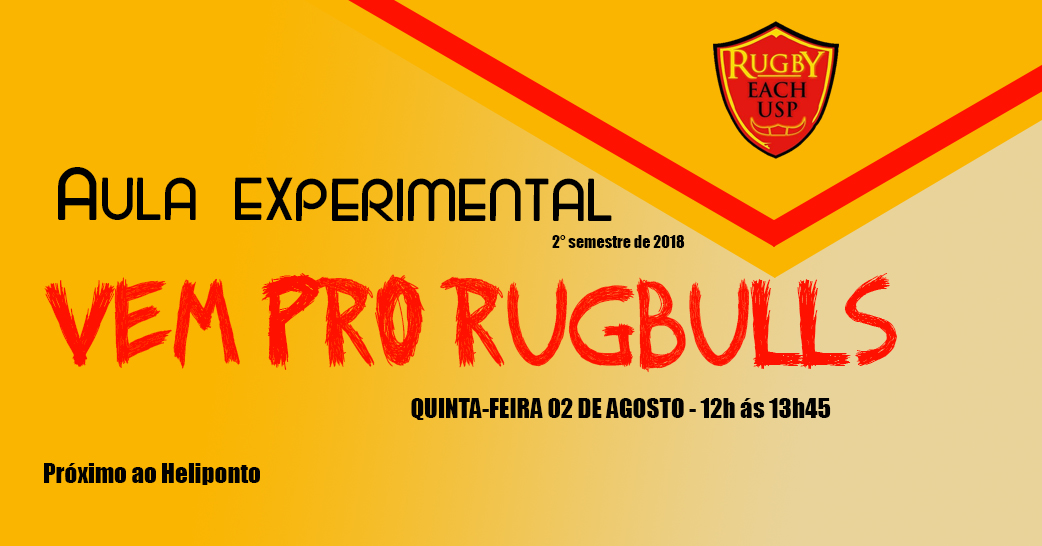 RUGBY
EACH
USP
AULA EXPERIMENTAL
2° semestre de 2018
VEM PRO RUGBULLS
QUINTA-FEIRA 02 DE AGOSTO - 12h ás 13h45
Próximo ao Heliponto